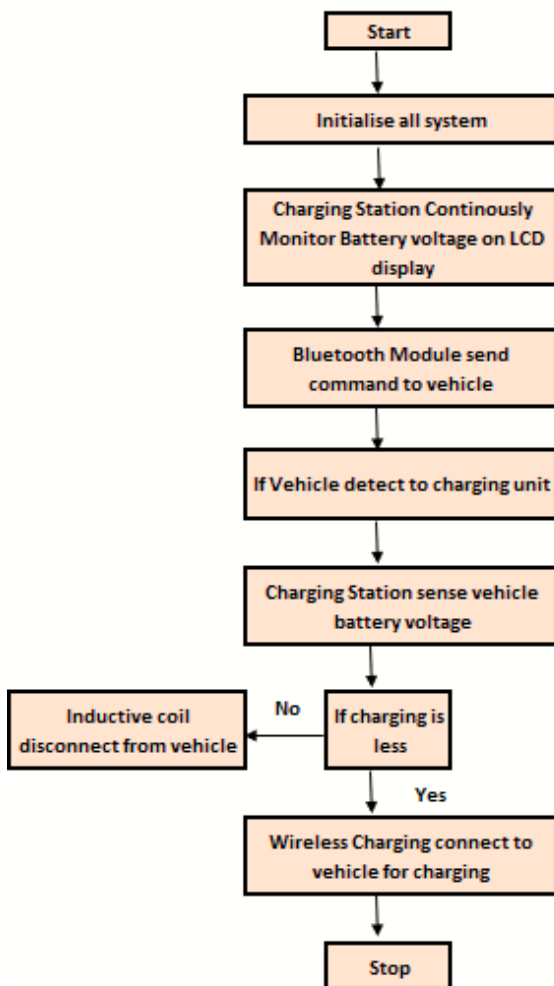 Start
Initialise all system
Charging Station Continously
Monitor Battery voltage on LCD
display
Bluetooth Module send
command to vehicle
If Vehicle detect to charging unit
Charging Station sense vehicle
battery voltage
If charging is
less
No
Inductive coil
disconnect from vehicle
Yes
Wireless Charging connect to
vehicle for charging
Stop